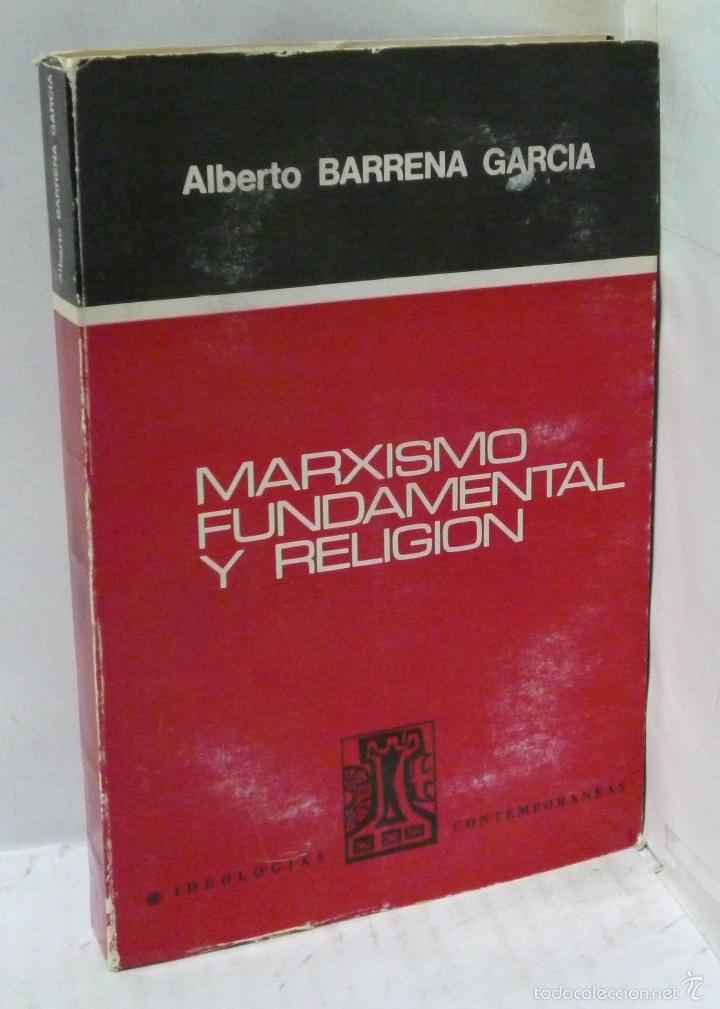 Alberto BARRENA GARCIA
Alberto BARRENA GARCIA
MARXISMO
FUNDAMENTAL
Y RELIGION
* IDEOLOGIAS CONTEMPORANEAS
todocoleccion.net